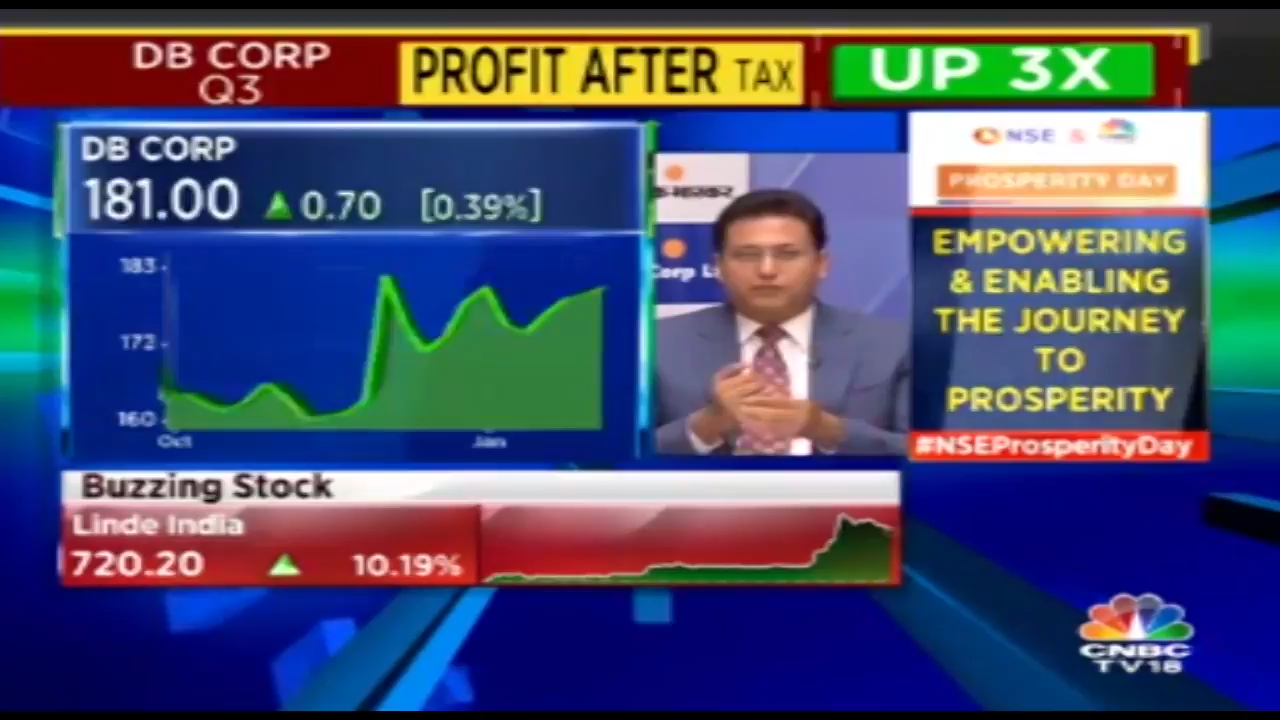 DB CORP
Q3
PROFIT AFTER TAX
UP 3X
DB CORP
181.00 ▲ 0.70 [0.39%]
183
172
160
Oct
Jan
Corp L
NSE &
PROSPERITY DAY
EMPOWERING
& ENABLING
THE JOURNEY
TO
PROSPERITY
#NSEProsperityDay
Buzzing Stock
Linde India
720.20 ▲ 10.19%
CNBC
TV18